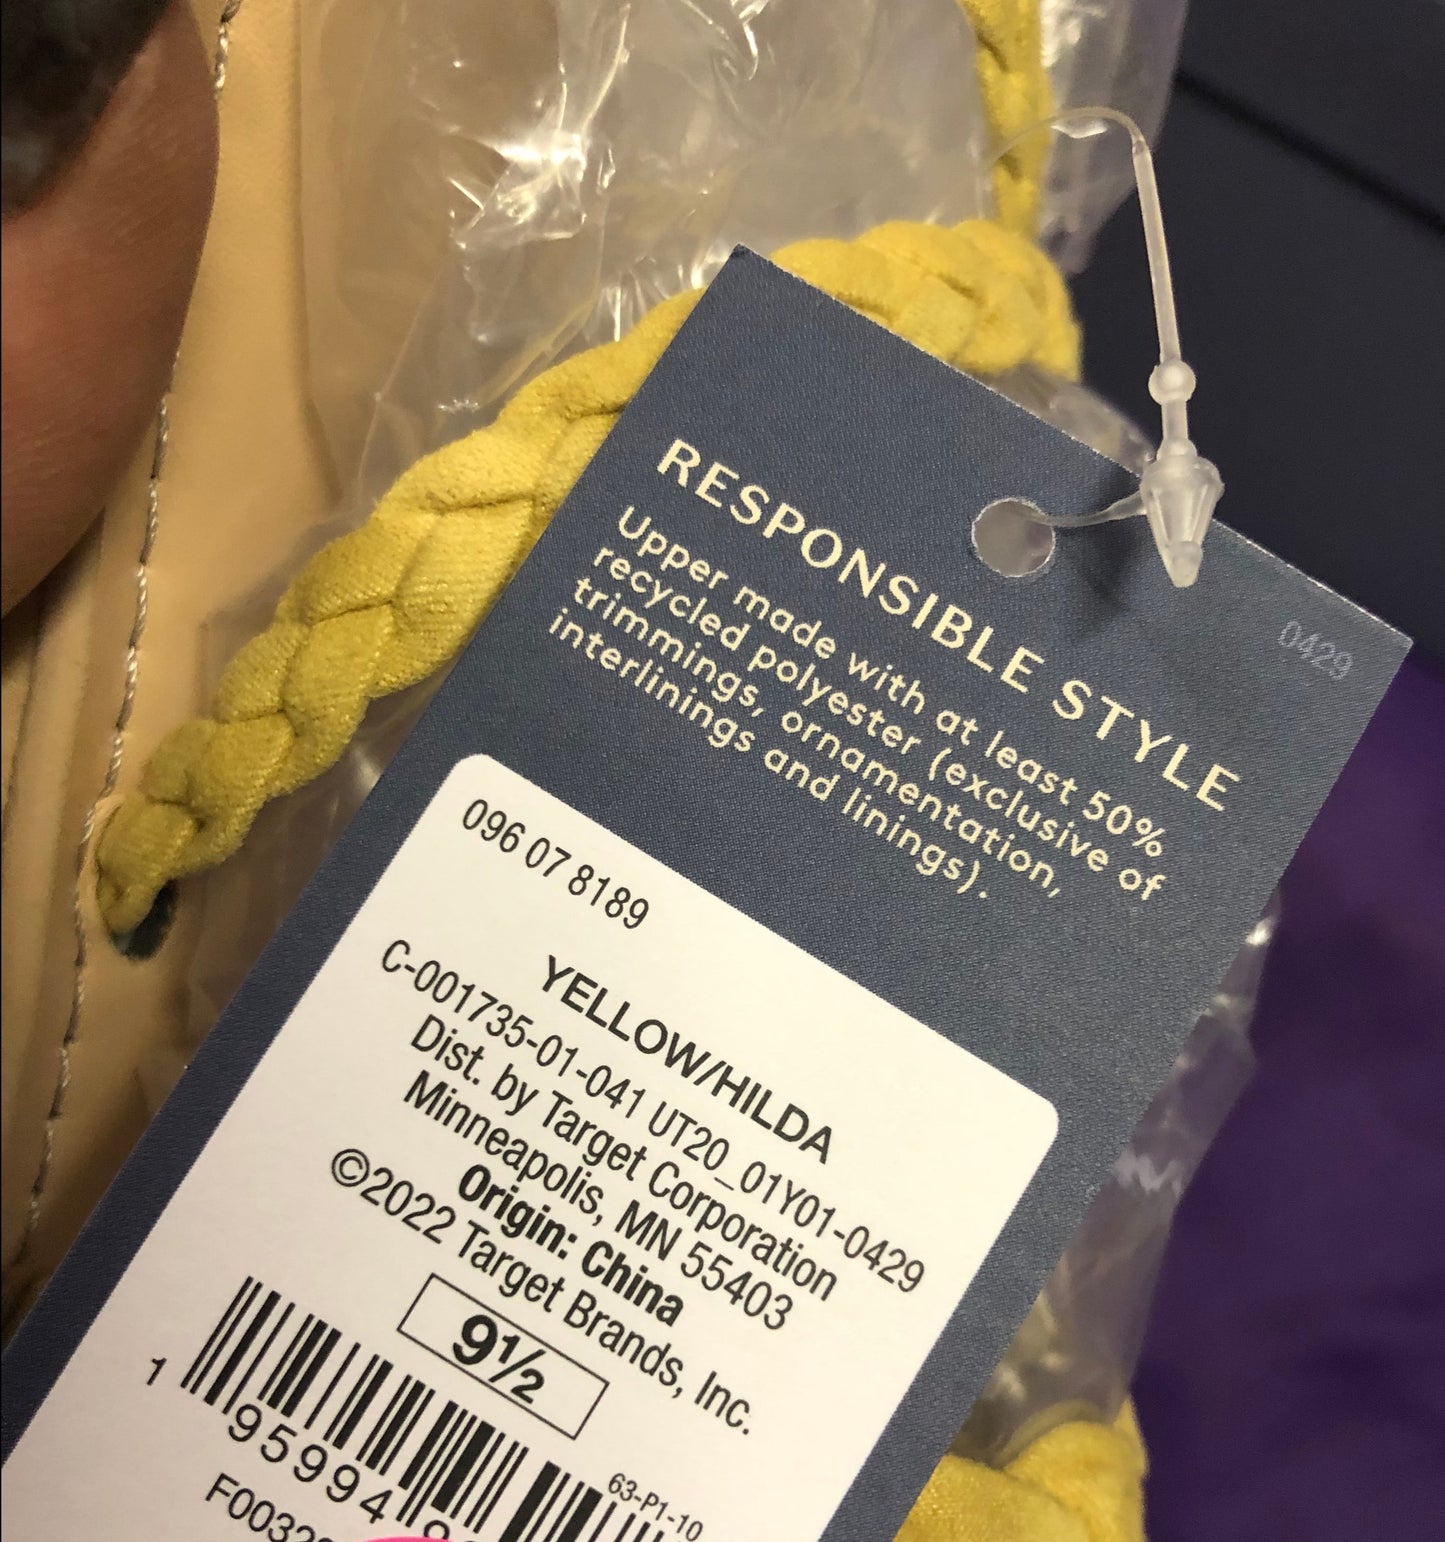 0429
RESPONSIBLE STYLE
Upper made with at least 50%
recycled polyester (exclusive of
trimmings, ornamentation,
interlinings and linings).
096 07 8189
YELLOW/HILDA
C-001735-01-041 UT20_01Y01-0429
Dist. by Target Corporation
Minneapolis, MN 55403
Origin: China
©2022 Target Brands, Inc.
9½
1 95994
63-P1-10